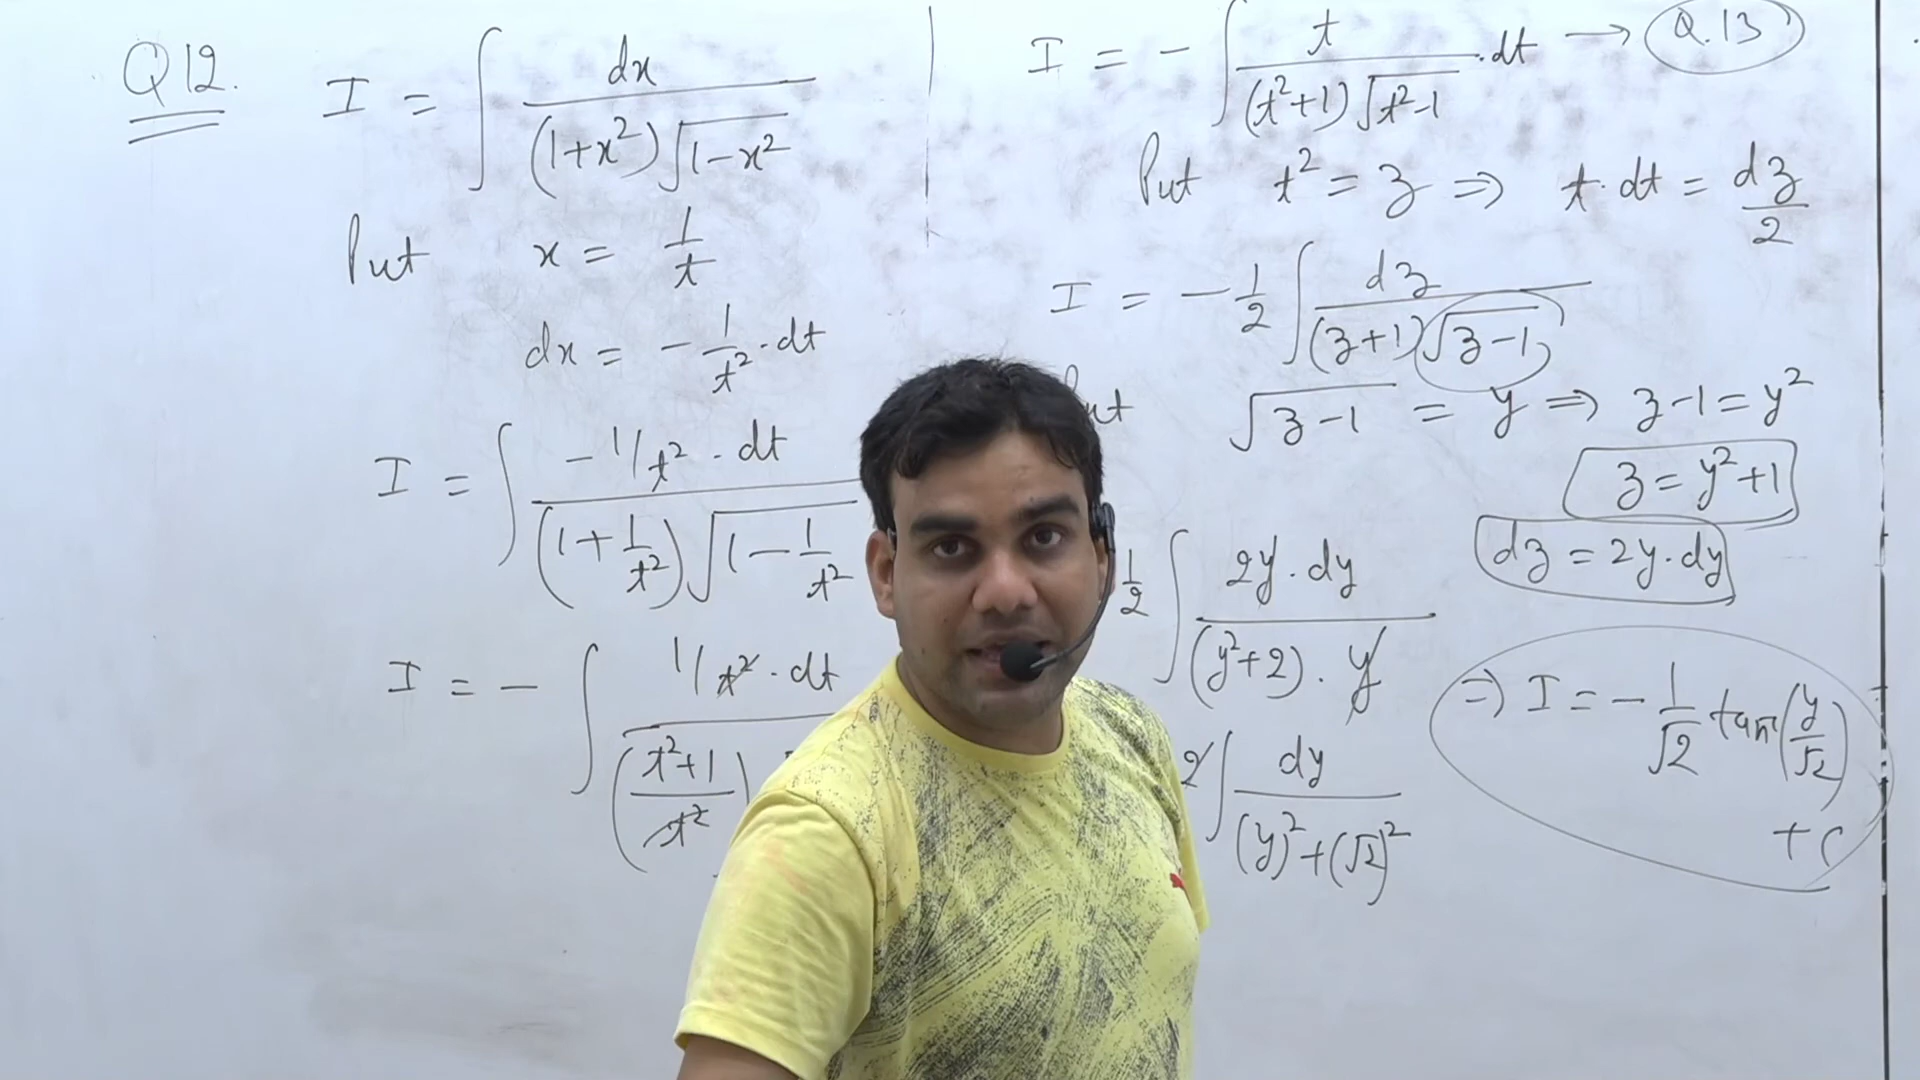 Q12. I = ∫ dx / (1+x²)√1-x²
Put x = 1/t
dx = -1/t² · dt
I = ∫ -1/t² · dt / (1+1/t²)√1-1/t²
I = - ∫ 1/t² · dt / (t²+1/t²)
I = - ∫ t / (t²+1)√t²-1 · dt → Q.13
Put t² = z ⇒ t · dt = dz/2
I = -1/2 ∫ dz / (z+1)√z-1
√z-1 = y ⇒ z-1 = y²
z = y²+1
dz = 2y · dy
1/2 ∫ 2y · dy / (y²+2) · y
2 ∫ dy / (y)²+(√2)²
⇒ I = -1/√2 tan(y/√2)
+c